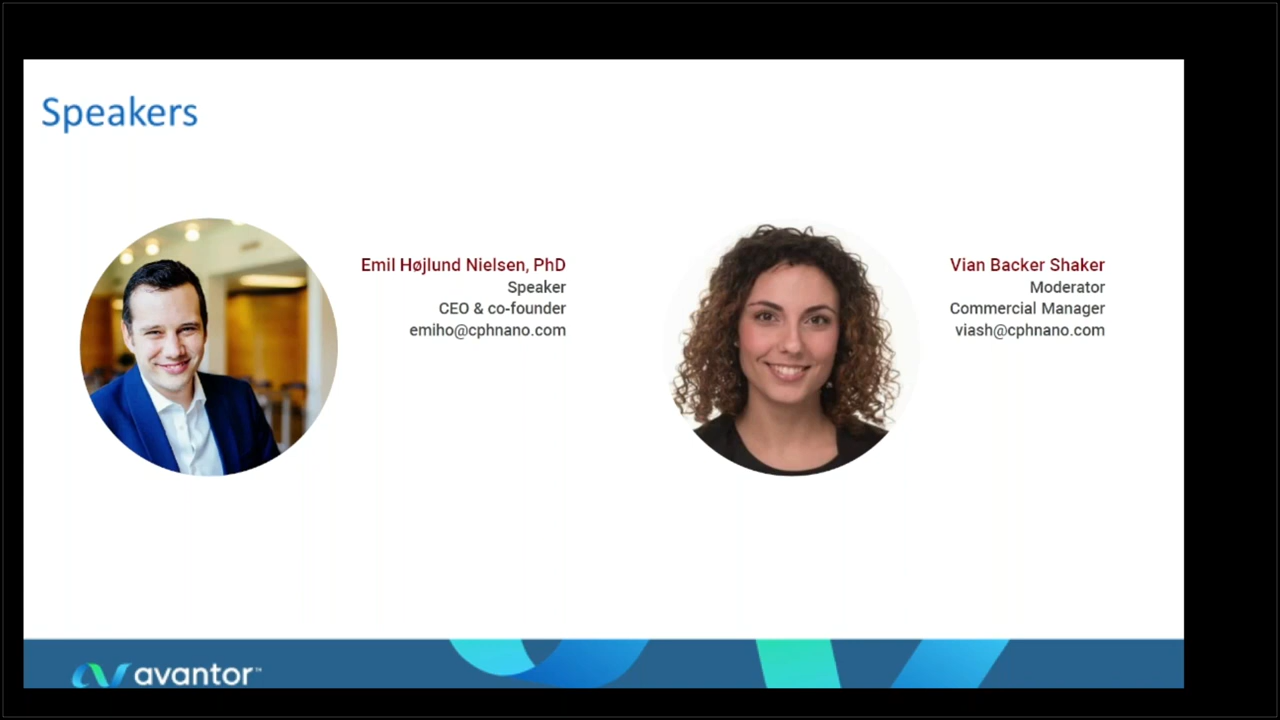 Speakers
Emil Højlund Nielsen, PhD
Speaker
CEO & co-founder
emiho@cphnano.com
Vian Backer Shaker
Moderator
Commercial Manager
viash@cphnano.com
avantor™